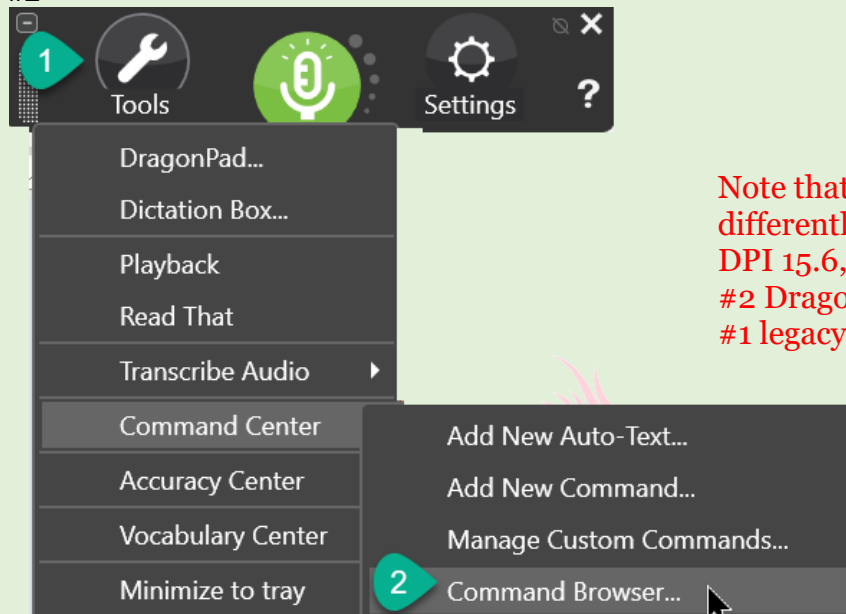 1
Tools
Settings
?
DragonPad...
Dictation Box...
Playback
Read That
Transcribe Audio
Command Center
Accuracy Center
Vocabulary Center
Minimize to tray
Add New Auto-Text...
Add New Command...
Manage Custom Commands...
2
Command Browser...
Note that
DPI 15.6,
#2
#1 legacy